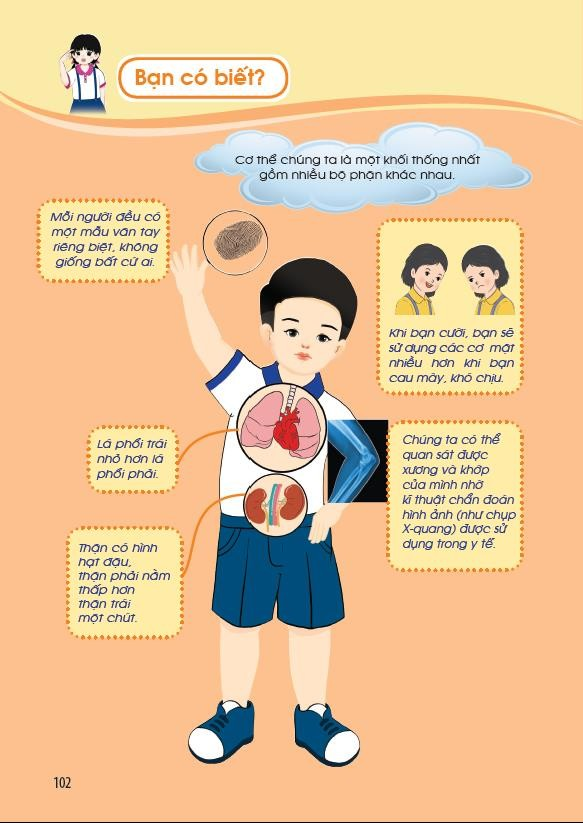 Bạn có biết?
Cơ thể chúng ta là một khối thống nhất
gồm nhiều bộ phận khác nhau.
Mỗi người đều có
một mẫu vân tay
riêng biệt, không
giống bất cứ ai.
Khi bạn cười, bạn sẽ
sử dụng các cơ mặt
nhiều hơn khi bạn
cau mày, khó chịu.
Lá phổi trái
nhỏ hơn lá
phổi phải.
Chúng ta có thể
quan sát được
xương và khớp
của mình nhờ
kĩ thuật chẩn đoán
hình ảnh (như chụp
X-quang) được sử
dụng trong y tế.
Thận có hình
hạt đậu,
thận phải nằm
thấp hơn
thận trái
một chút.
102